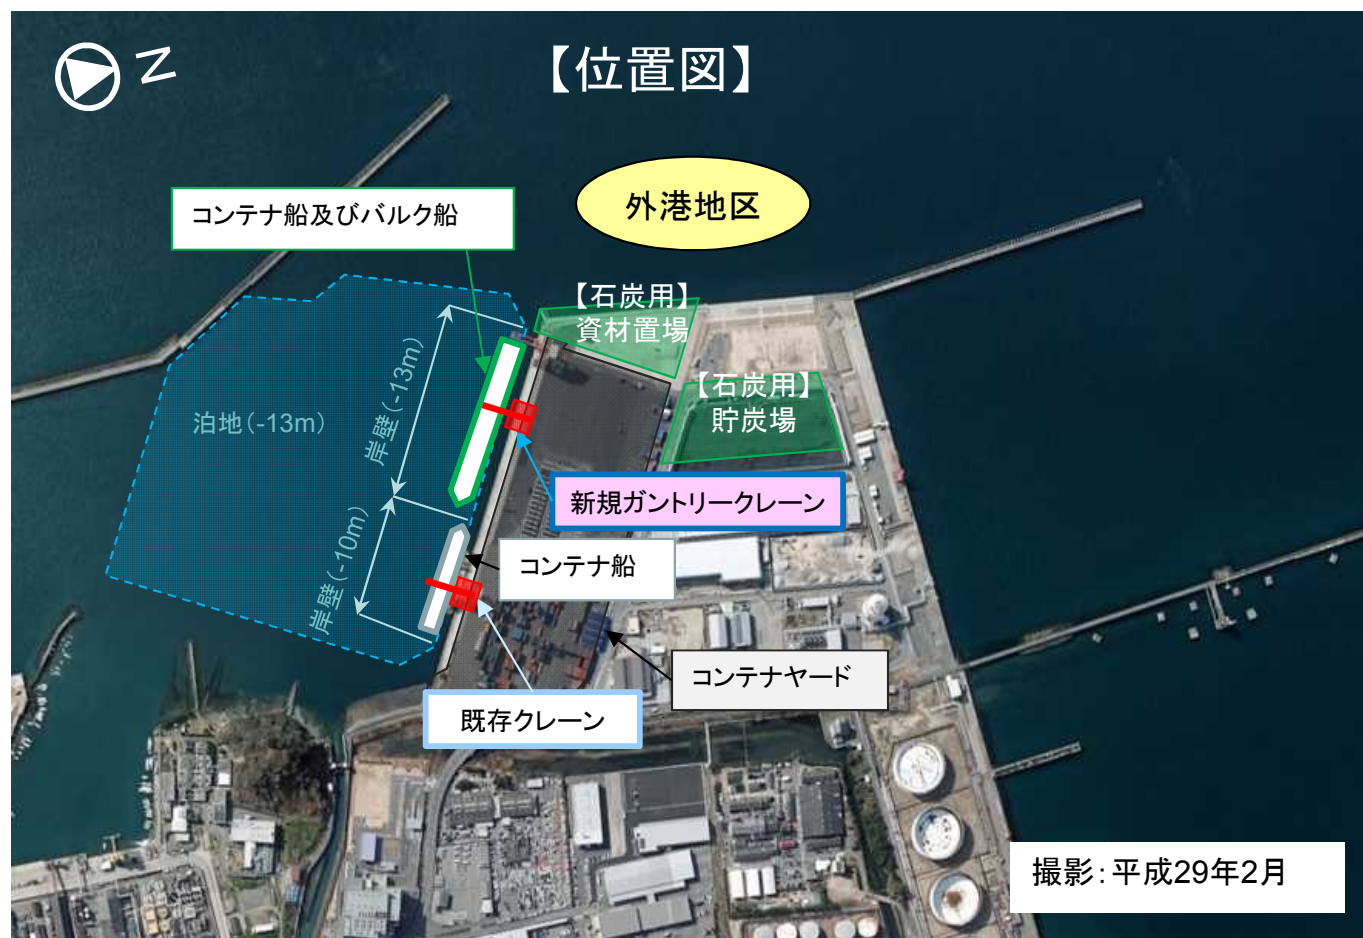 N
【位置図】
外港地区
コンテナ船及びバルク船
【石炭用】
資材置場
【石炭用】
貯炭場
岸壁(-13m)
泊地(-13m)
新規ガントリークレーン
岸壁(-10m)
コンテナ船
コンテナヤード
既存クレーン
撮影：平成29年2月